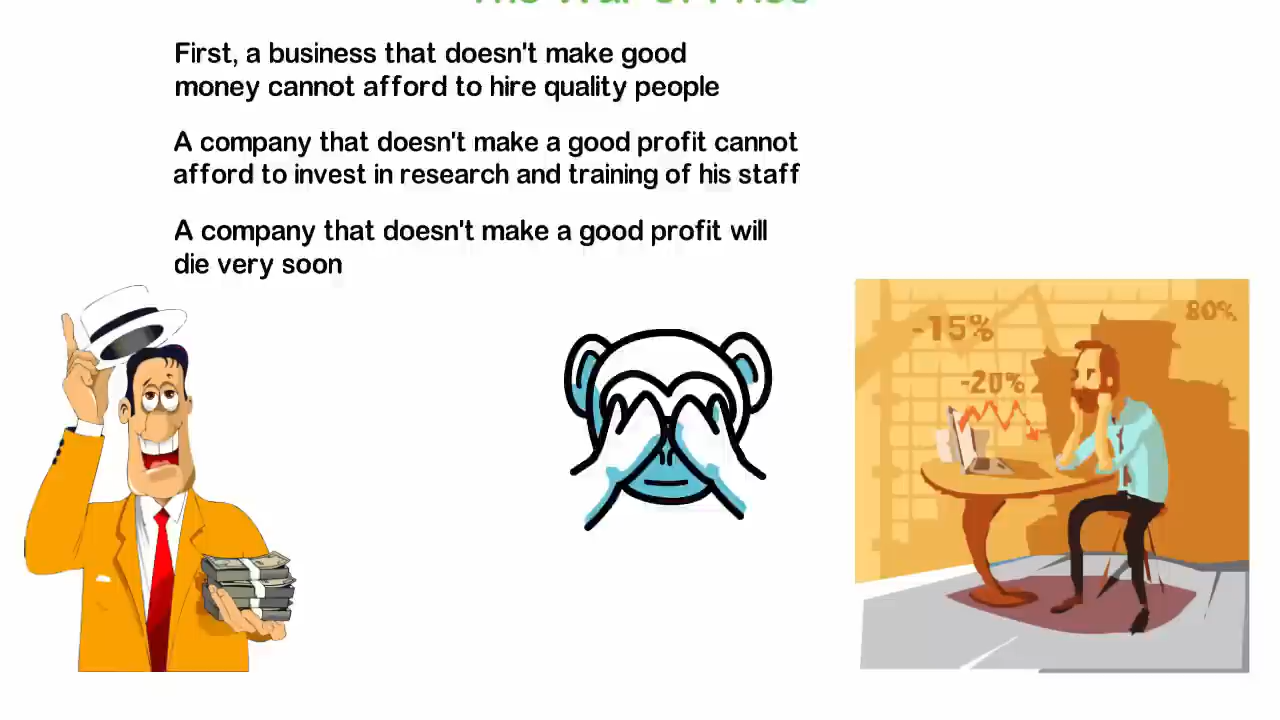 First, a business that doesn't make good
money cannot afford to hire quality people
A company that doesn't make a good profit cannot
afford to invest in research and training of his staff
A company that doesn't make a good profit will
die very soon
-15%
80%
-20%